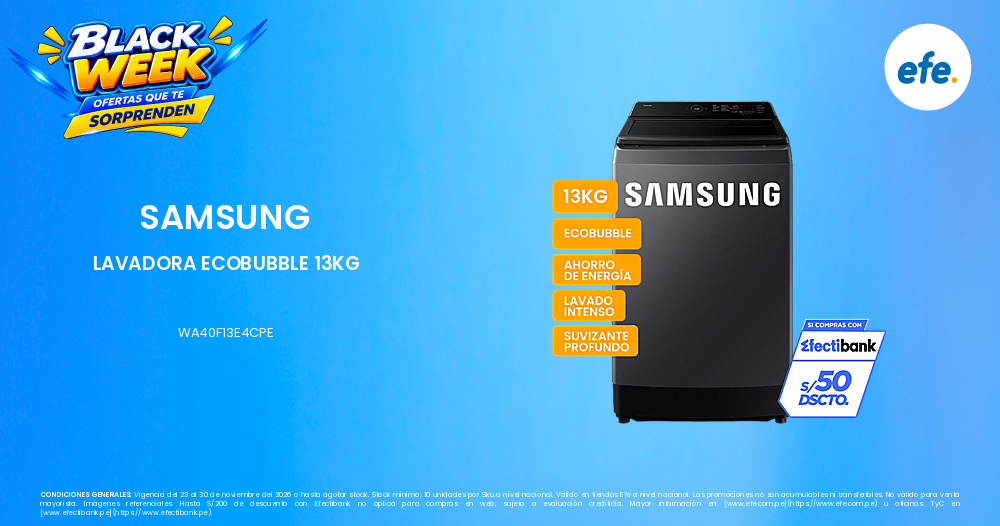 BLACK
WEEK
OFERTAS QUE TE
SORPRENDEN
efe.
SAMSUNG
LAVADORA ECOBUBBLE 13KG
WA40F13E4CPE
13KG
SAMSUNG
ECOBUBBLE
AHORRO
DE ENERGÍA
LAVADO
INTENSO
SUVIZANTE
PROFUNDO
SI COMPRAS CON
Efectibank
S/50
DSCTO.
CONDICIONES GENERALES: Vigencia del 23 al 30 de noviembre del 2026 o hasta agotar stock. Stock mínimo: 10 unidades por Sku a nivel nacional. Válido en tiendas Efe a nivel nacional. Las promociones no son acumulables ni transferibles. No válido para venta
mayorista. Imágenes referenciales. Hasta S/200 de descuento con Efectibank no aplica para compras en web, sujeto a evaluación crediticia. Mayor información en [www.efe.com.pe](https://www.efe.com.pe) u oficinas. TyC en
[www.efectibank.pe](https://www.efectibank.pe).